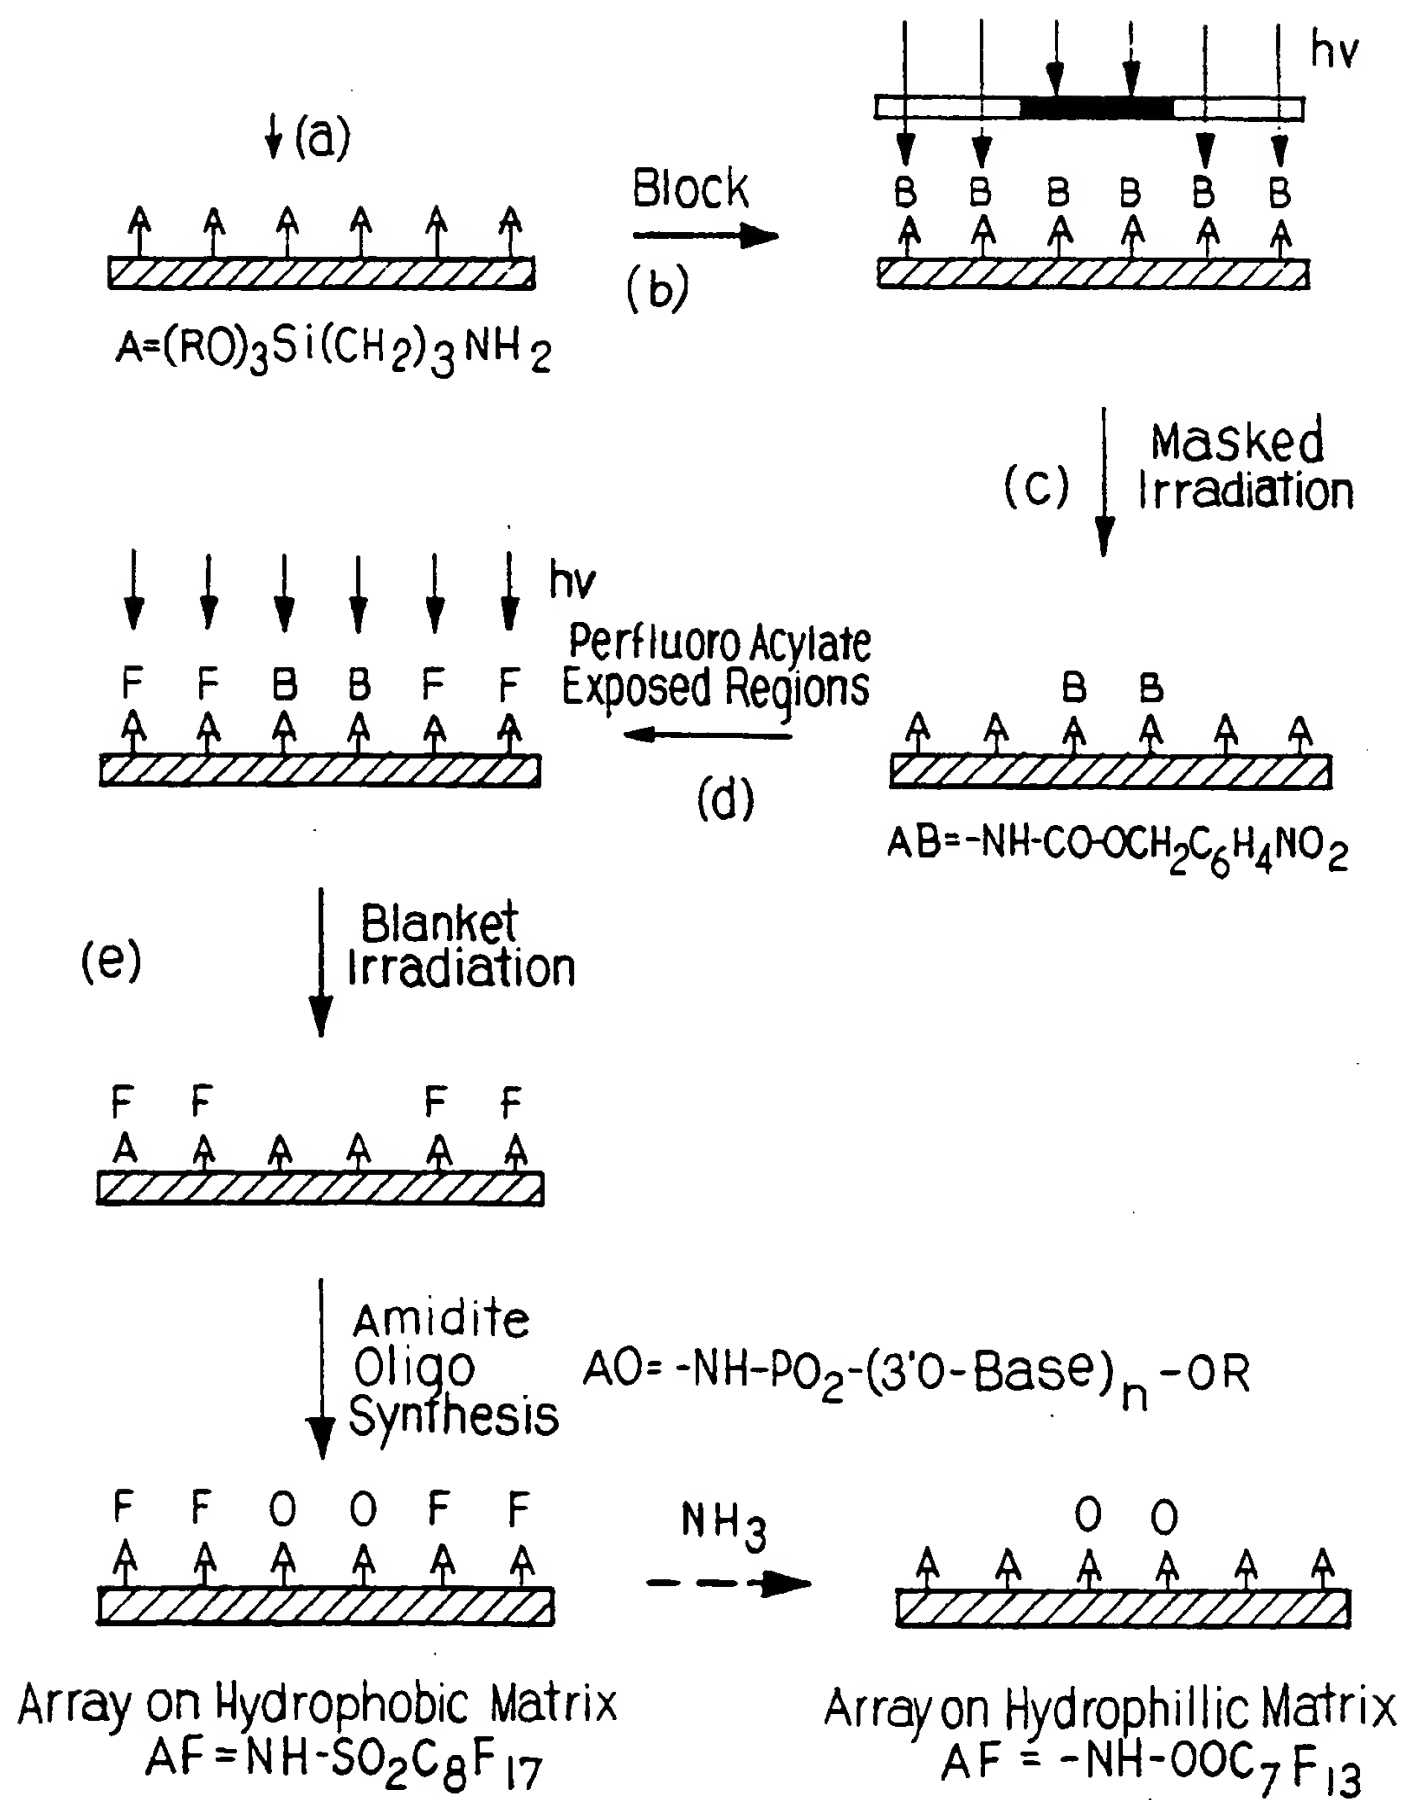 (a)
A A A A A A
A=(RO)3Si(CH2)3NH2
Block
(b)
hν
B B B B B B
A A A A A A
(c)
Masked
Irradiation
B B
A A A A A A
AB=-NH-CO-OCH2C6H4NO2
Perfluoro Acylate
Exposed Regions
(d)
hν
F F B B F F
A A A A A A
(e)
Blanket
Irradiation
F F F F
A A A A A A
Amidite
Oligo
Synthesis
AO= -NH-PO2-(3'O-Base)n-OR
F F O O F F
A A A A A A
Array on Hydrophobic Matrix
AF=NH-SO2C8F17
NH3
O O
A A A A A A
Array on Hydrophillic Matrix
AF = -NH-OOC7F13